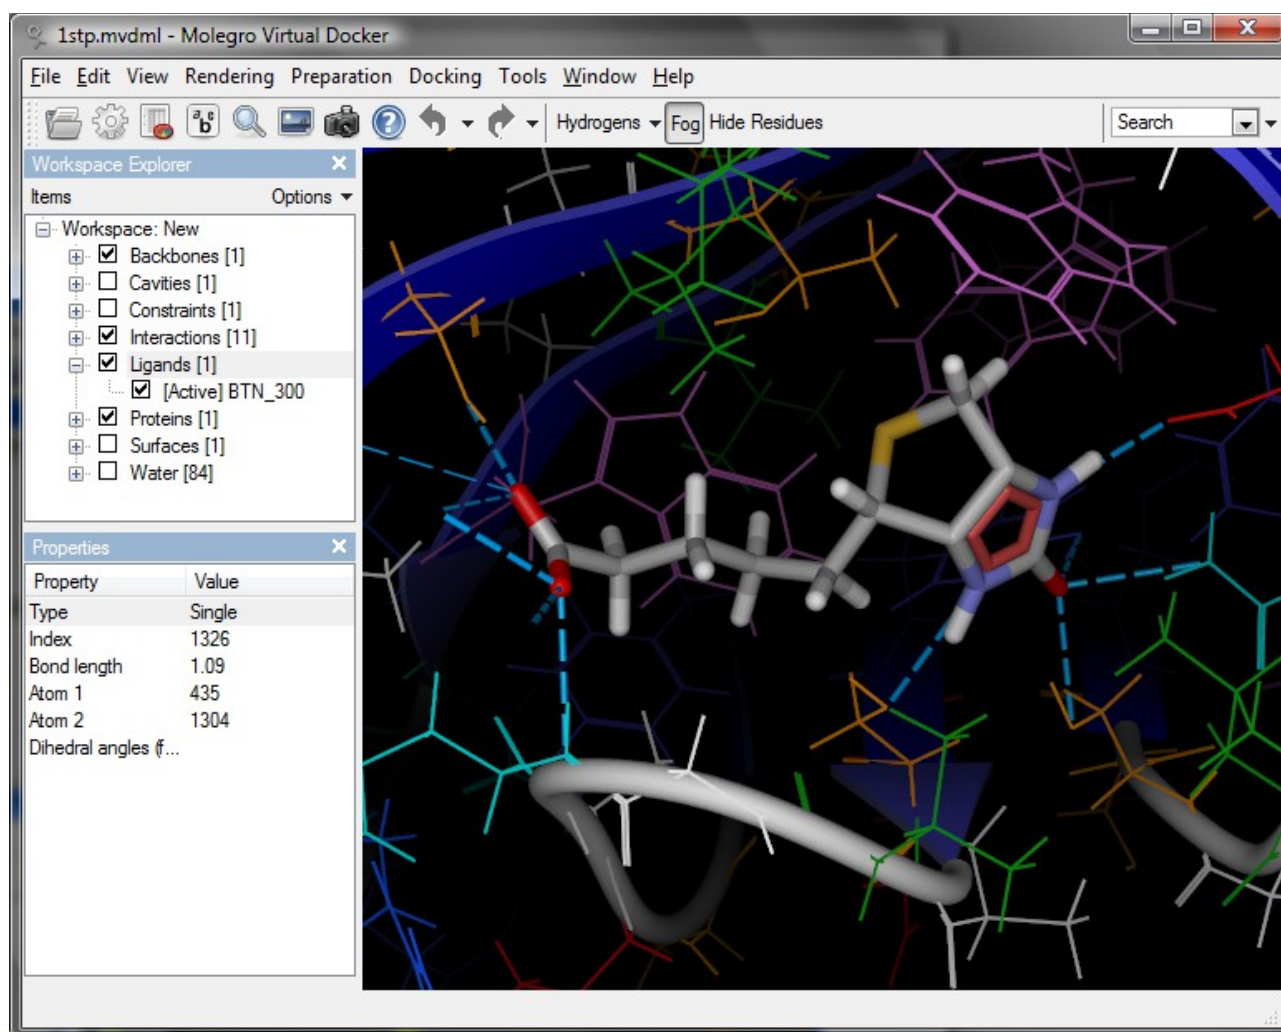 1stp.mvdml - Molegro Virtual Docker
File Edit View Rendering Preparation Docking Tools Window Help
Hydrogens Fog Hide Residues Search
Workspace Explorer
Items Options
Workspace: New
Backbones [1]
Cavities [1]
Constraints [1]
Interactions [11]
Ligands [1]
[Active] BTN_300
Proteins [1]
Surfaces [1]
Water [84]
Properties
Property Value
Type Single
Index 1326
Bond length 1.09
Atom 1 435
Atom 2 1304
Dihedral angles (f...